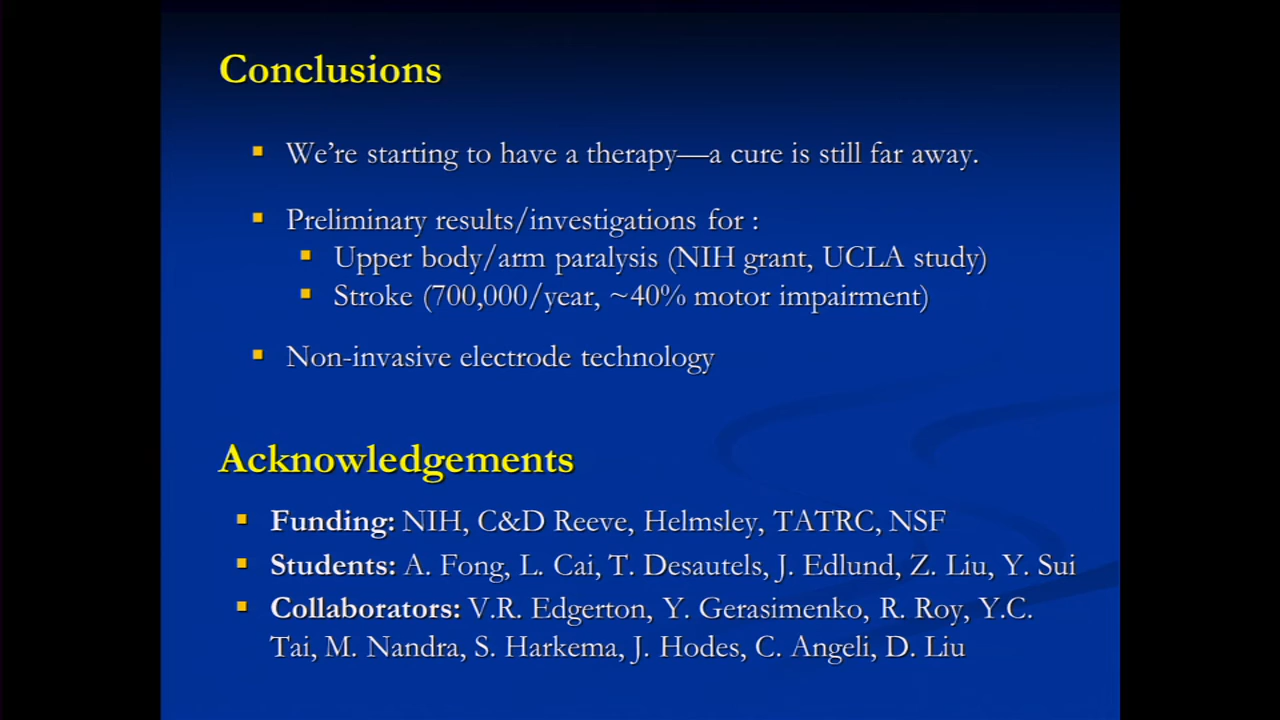 Conclusions
We’re starting to have a therapy—a cure is still far away.
Preliminary results/investigations for :
Upper body/arm paralysis (NIH grant, UCLA study)
Stroke (700,000/year, ~40% motor impairment)
Non-invasive electrode technology
Acknowledgements
Funding: NIH, C&D Reeve, Helmsley, TATRC, NSF
Students: A. Fong, L. Cai, T. Desautels, J. Edlund, Z. Liu, Y. Sui
Collaborators: V.R. Edgerton, Y. Gerasimenko, R. Roy, Y.C.
Tai, M. Nandra, S. Harkema, J. Hodes, C. Angeli, D. Liu